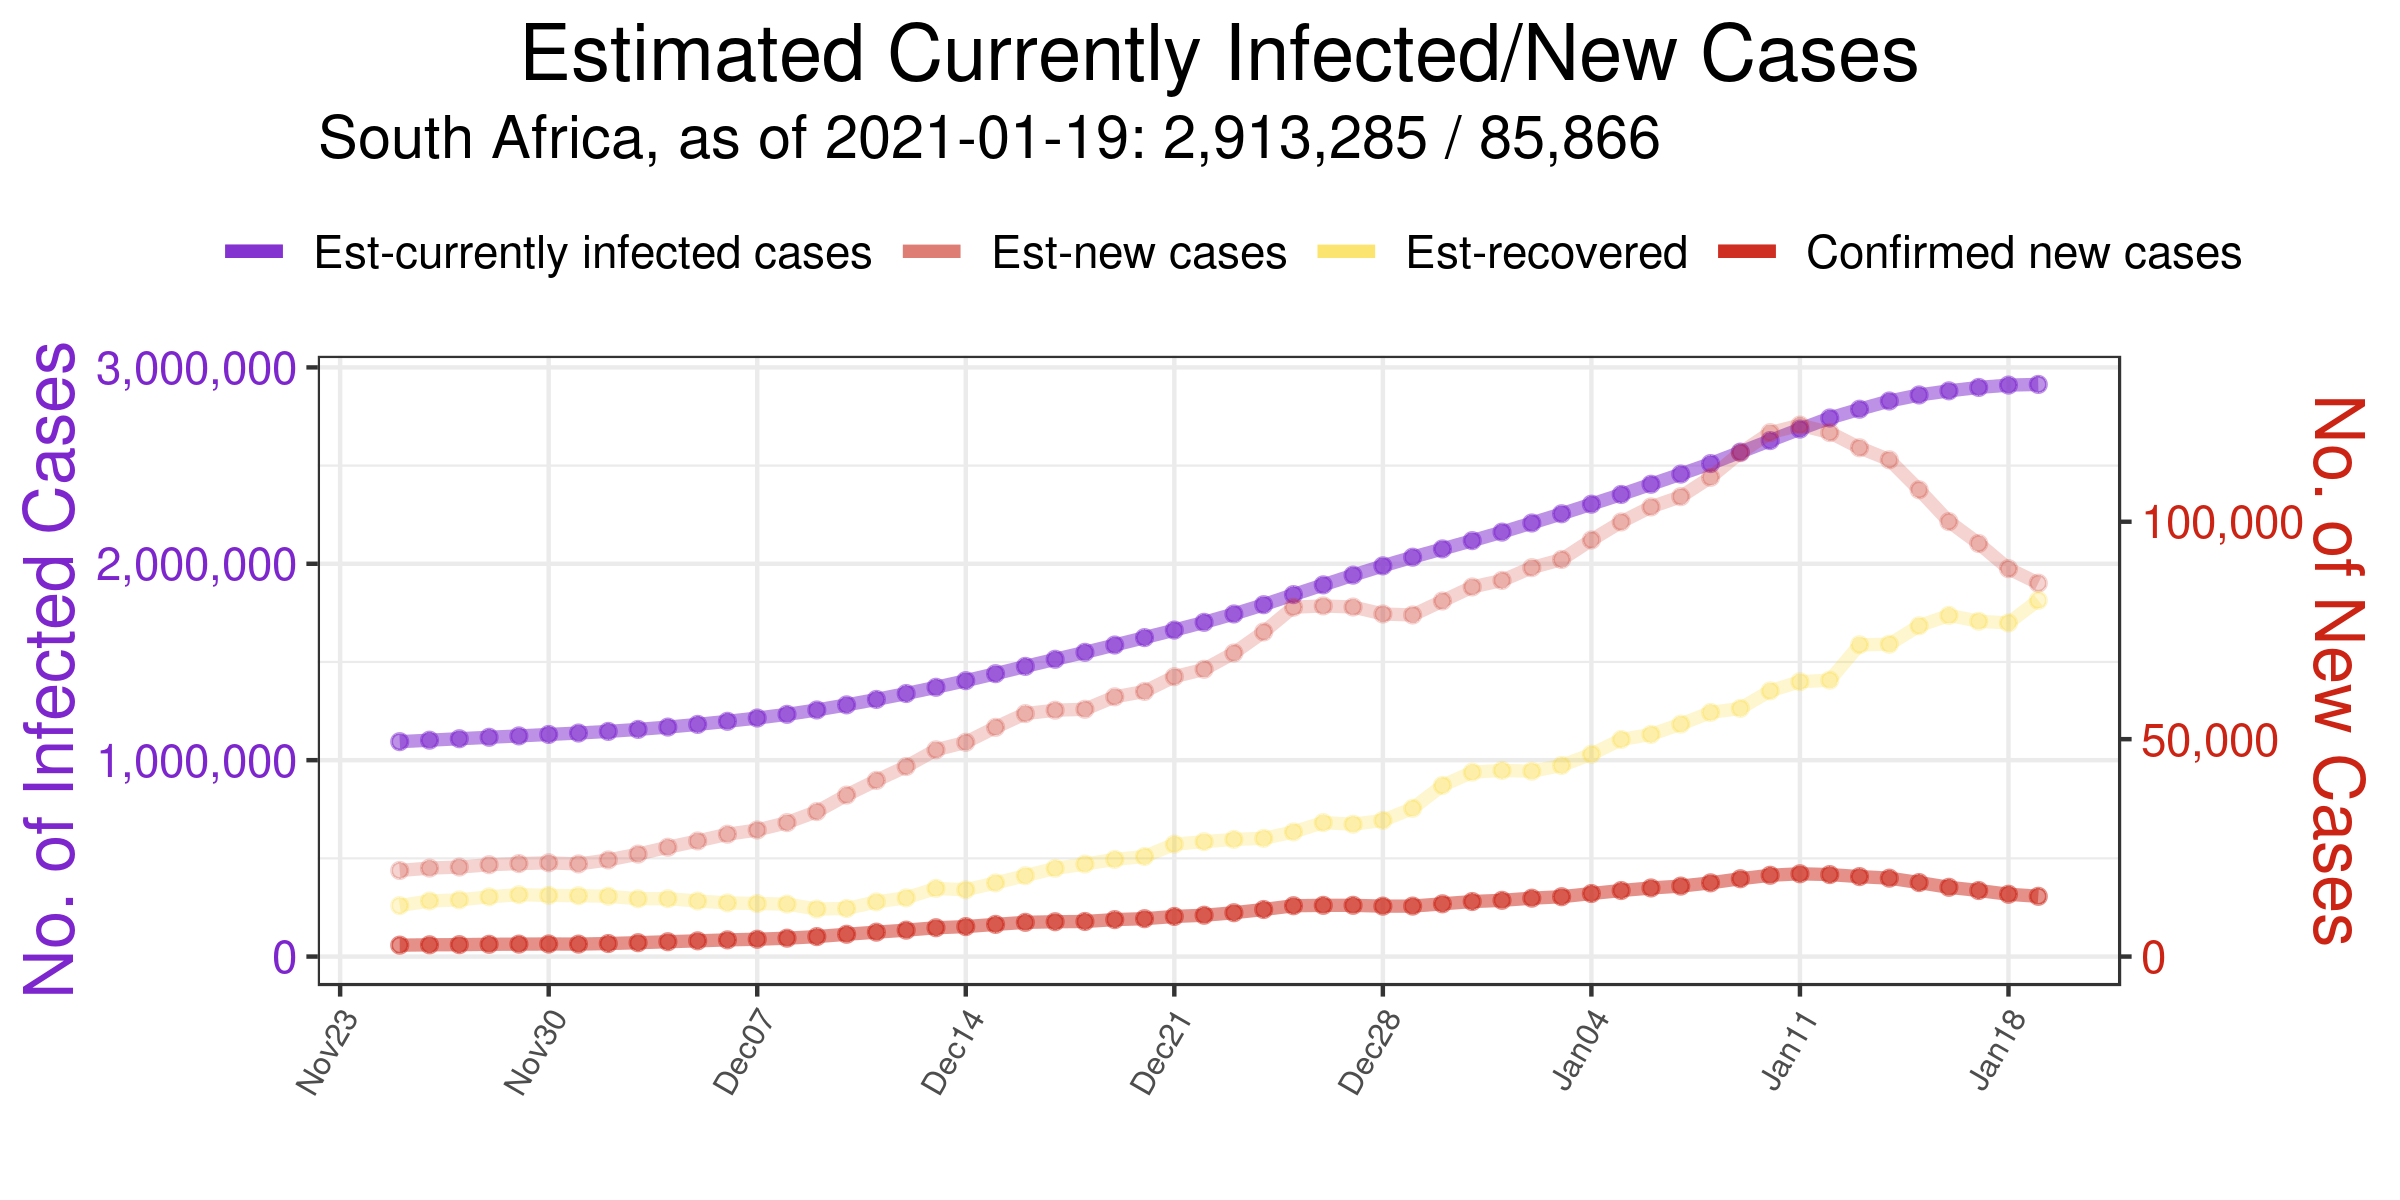 Estimated Currently Infected/New Cases
South Africa, as of 2021-01-19: 2,913,285 / 85,866
Est-currently infected cases Est-new cases Est-recovered Confirmed new cases
No. of Infected Cases
3,000,000
2,000,000
1,000,000
0
100,000
50,000
0
No. of New Cases
Nov23 Nov30 Dec07 Dec14 Dec21 Dec28 Jan04 Jan11 Jan18